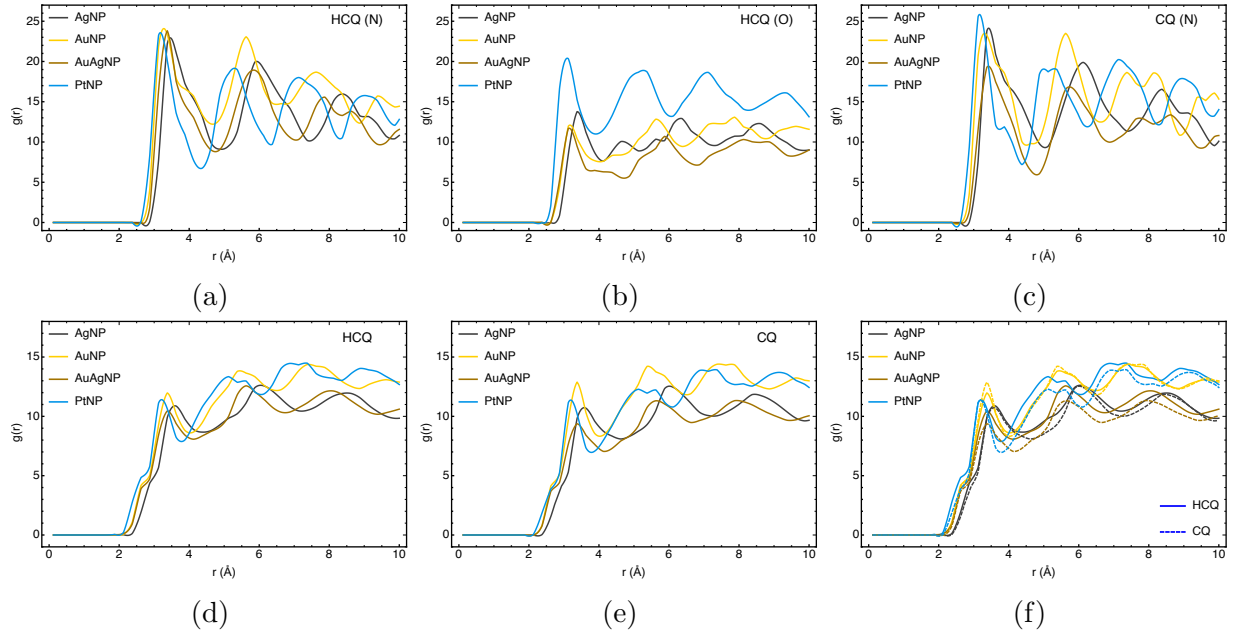 HCQ (N)
AgNP
AuNP
AuAgNP
PtNP
g(r)
25
20
15
10
5
0
0 2 4 6 8 10
r (Å)
(a)
HCQ (O)
AgNP
AuNP
AuAgNP
PtNP
g(r)
25
20
15
10
5
0
0 2 4 6 8 10
r (Å)
(b)
CQ (N)
AgNP
AuNP
AuAgNP
PtNP
g(r)
25
20
15
10
5
0
0 2 4 6 8 10
r (Å)
(c)
HCQ
AgNP
AuNP
AuAgNP
PtNP
g(r)
15
10
5
0
0 2 4 6 8 10
r (Å)
(d)
CQ
AgNP
AuNP
AuAgNP
PtNP
g(r)
15
10
5
0
0 2 4 6 8 10
r (Å)
(e)
AgNP
AuNP
AuAgNP
PtNP
g(r)
15
10
5
0
HCQ
CQ
0 2 4 6 8 10
r (Å)
(f)